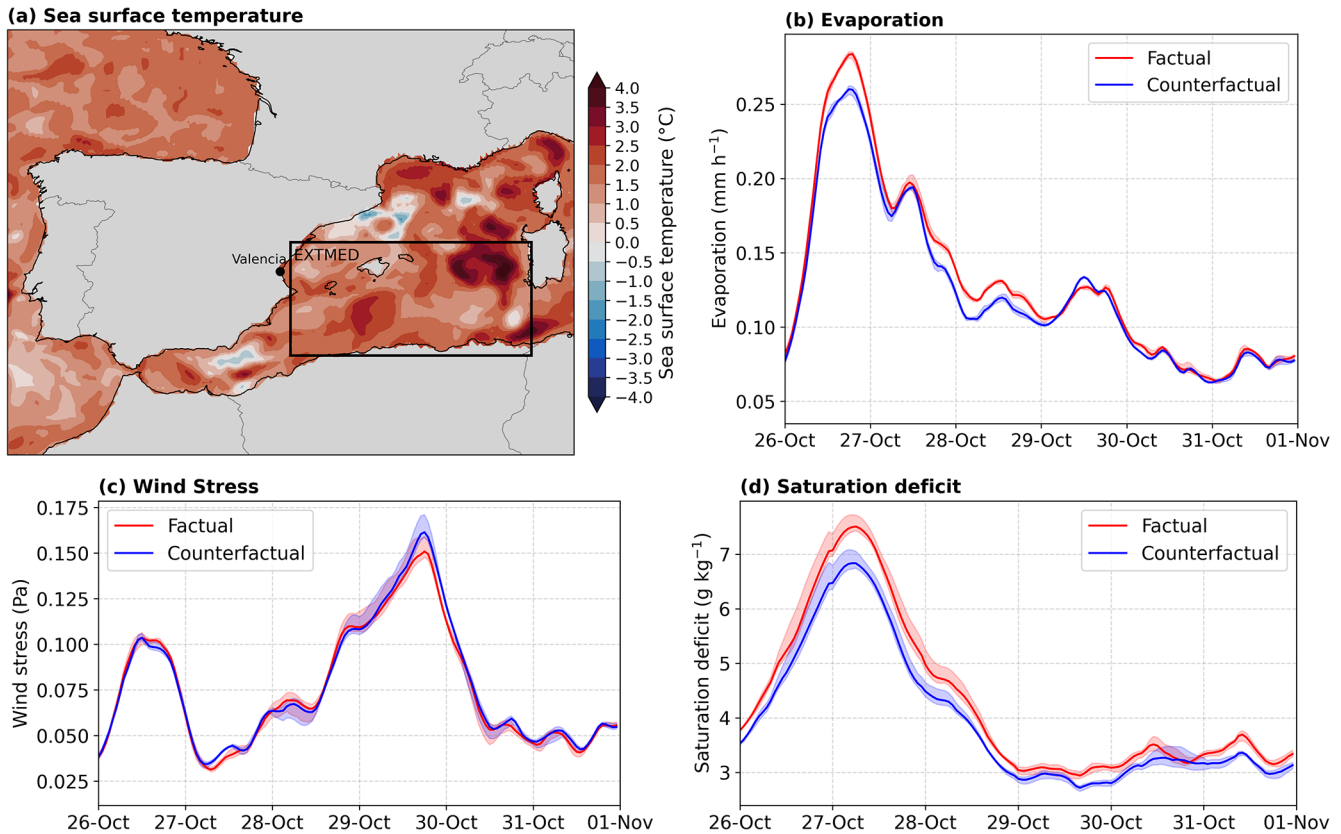 (a) Sea surface temperature
Valencia
EXTMED
4.0
3.5
3.0
2.5
2.0
1.5
1.0
0.5
0.0
−0.5
−1.0
−1.5
−2.0
−2.5
−3.0
−3.5
−4.0
Sea surface temperature (°C)
(b) Evaporation
Factual
Counterfactual
Evaporation (mm h⁻¹)
0.25
0.20
0.15
0.10
0.05
26-Oct 27-Oct 28-Oct 29-Oct 30-Oct 31-Oct 01-Nov
(c) Wind Stress
Factual
Counterfactual
Wind stress (Pa)
0.175
0.150
0.125
0.100
0.075
0.050
0.025
26-Oct 27-Oct 28-Oct 29-Oct 30-Oct 31-Oct 01-Nov
(d) Saturation deficit
Factual
Counterfactual
Saturation deficit (g kg⁻¹)
7
6
5
4
3
26-Oct 27-Oct 28-Oct 29-Oct 30-Oct 31-Oct 01-Nov